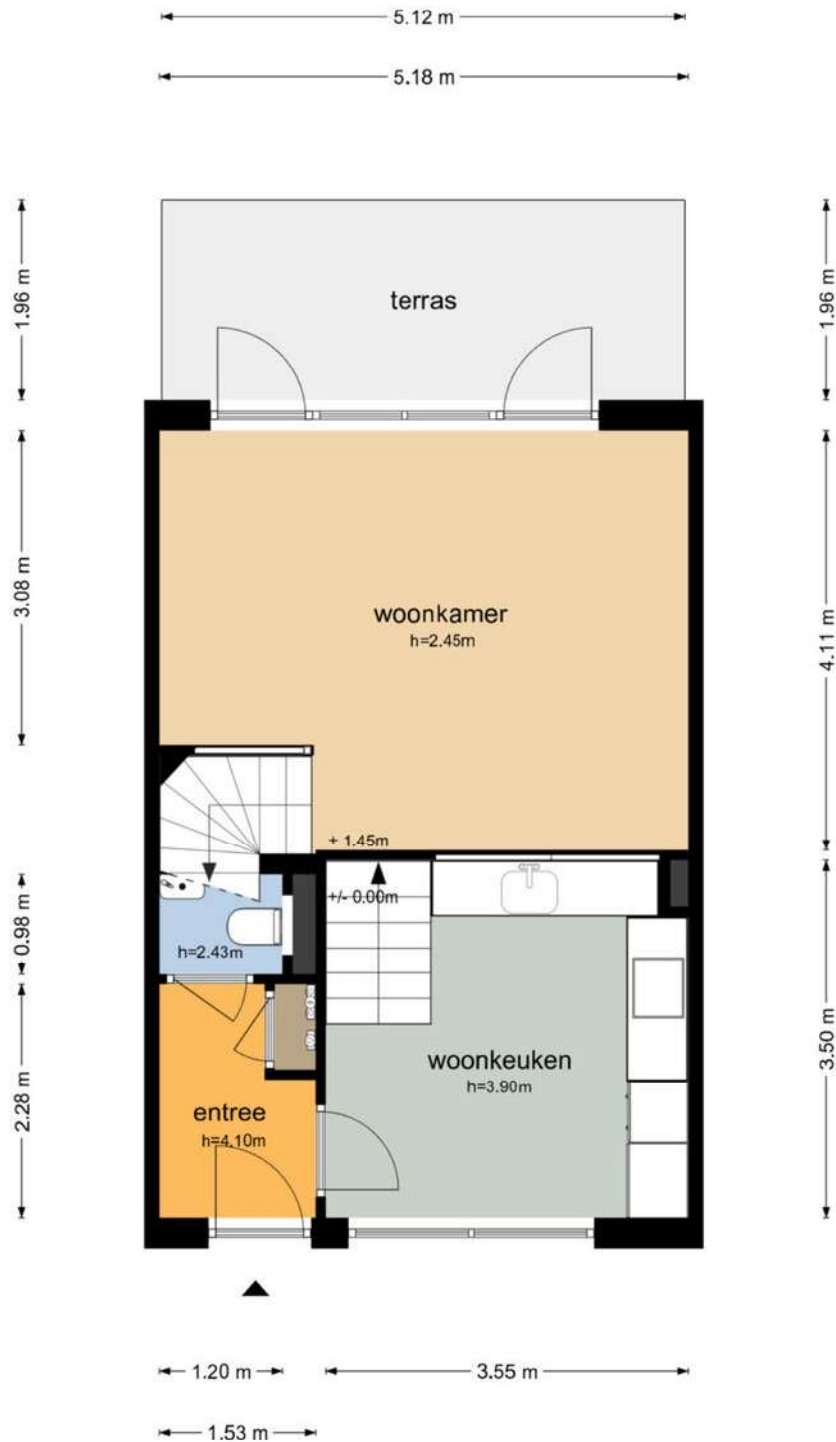 5.12 m
5.18 m
1.96 m
1.96 m
terras
3.08 m
woonkamer
h=2.45m
4.11 m
+ 1.45m
+/- 0.00m
0.98 m
h=2.43m
3.50 m
woonkeuken
h=3.90m
2.28 m
entree
h=4.10m
1.20 m
3.55 m
1.53 m